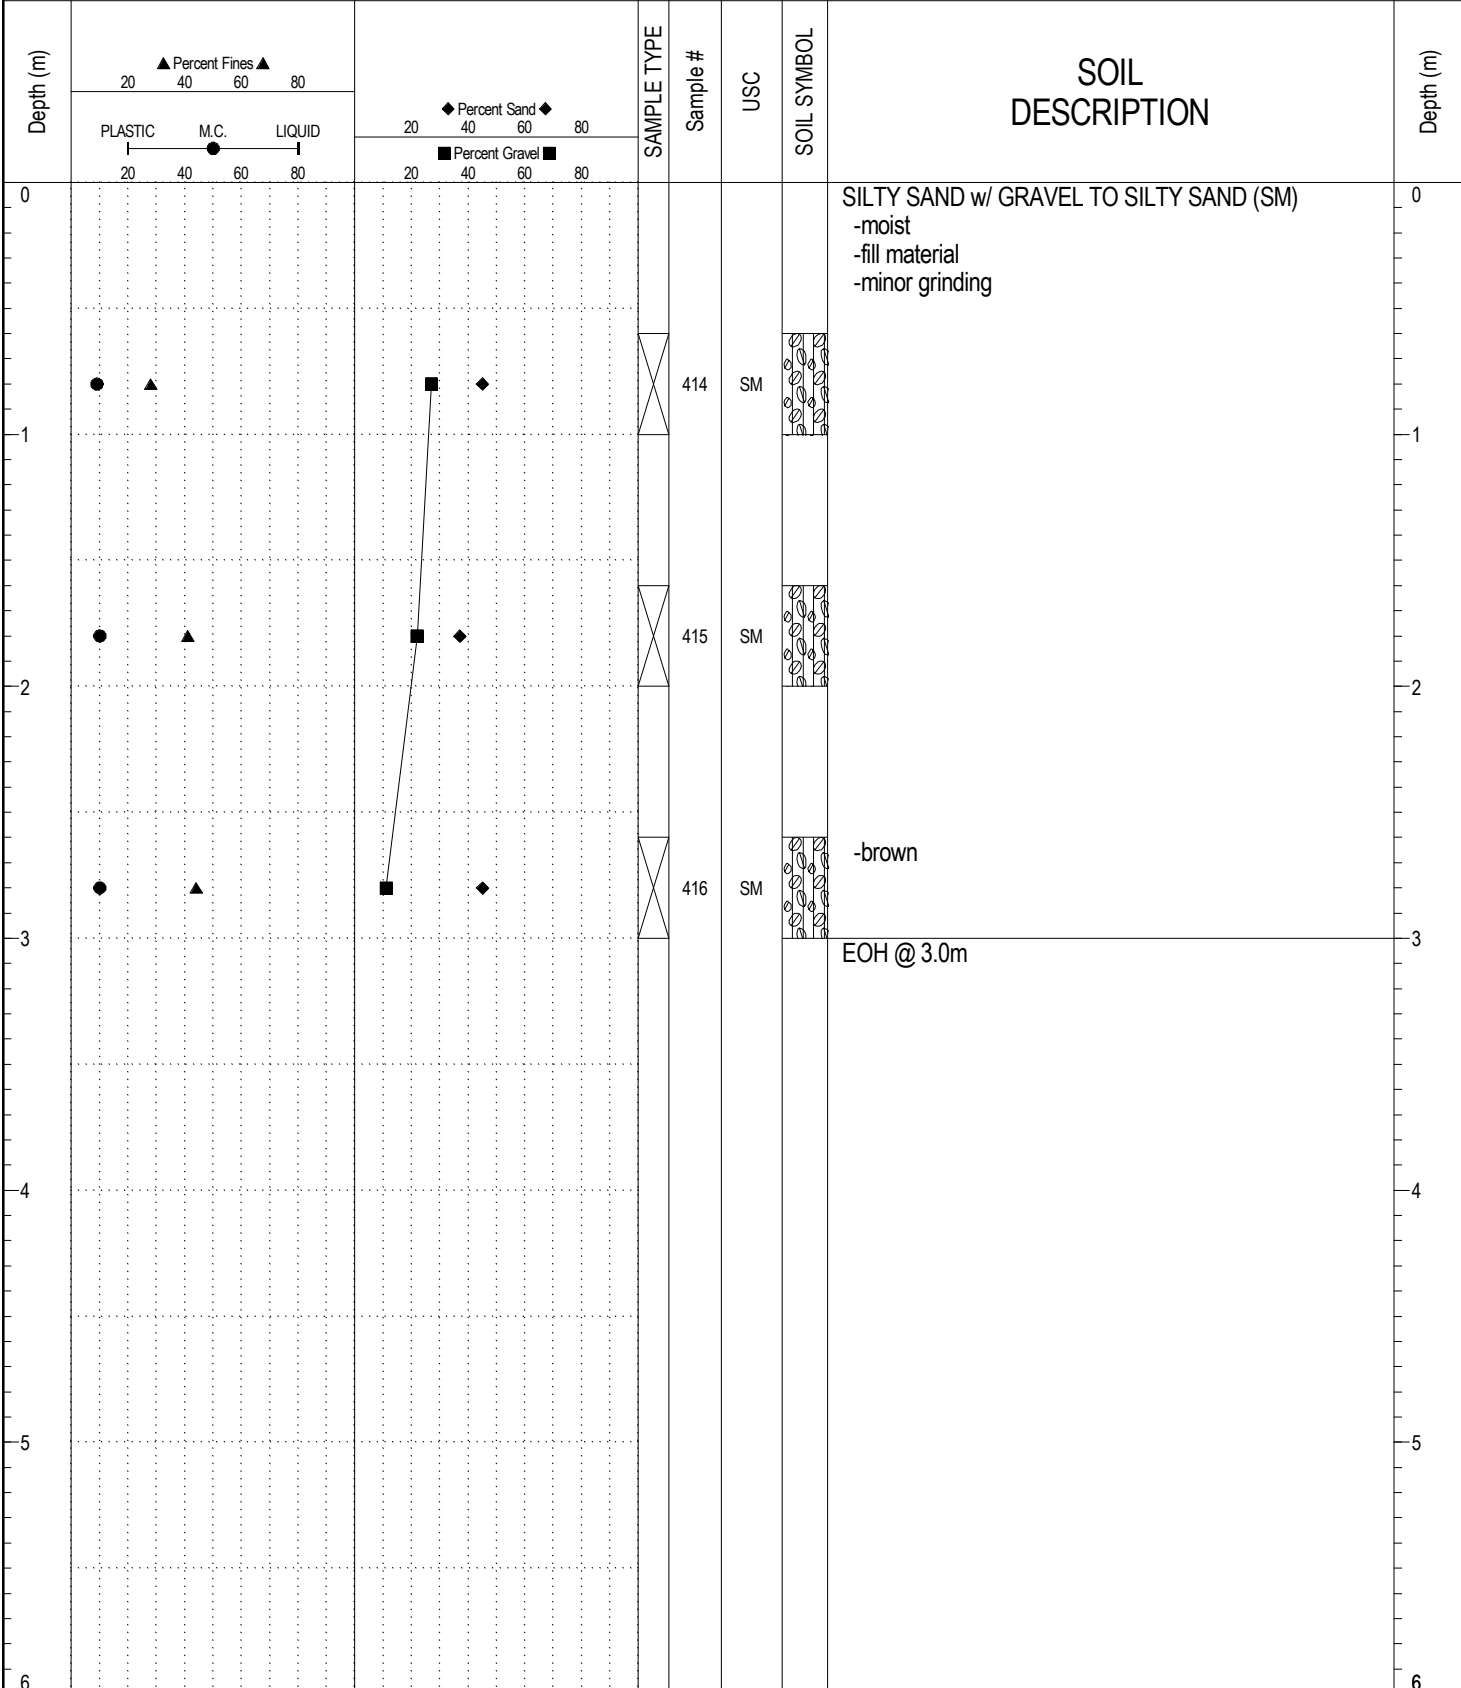 Depth (m)
▲ Percent Fines ▲
20 40 60 80
PLASTIC M.C. LIQUID
20 40 60 80
◆ Percent Sand ◆
20 40 60 80
■ Percent Gravel ■
20 40 60 80
SAMPLE TYPE
Sample #
USC
SOIL SYMBOL
SOIL
DESCRIPTION
Depth (m)
0 SILTY SAND w/ GRAVEL TO SILTY SAND (SM) 0
-moist
-fill material
-minor grinding
414 SM
1 1
415 SM
2 2
-brown
416 SM
3 3
EOH @ 3.0m
4 4
5 5
6 6